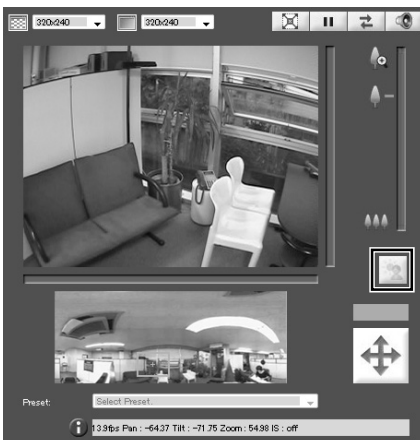 320x240 320x240
Preset: Select Preset.
13.9fps Pan : -64.37 Tilt : -71.75 Zoom : 54.98 IS : off